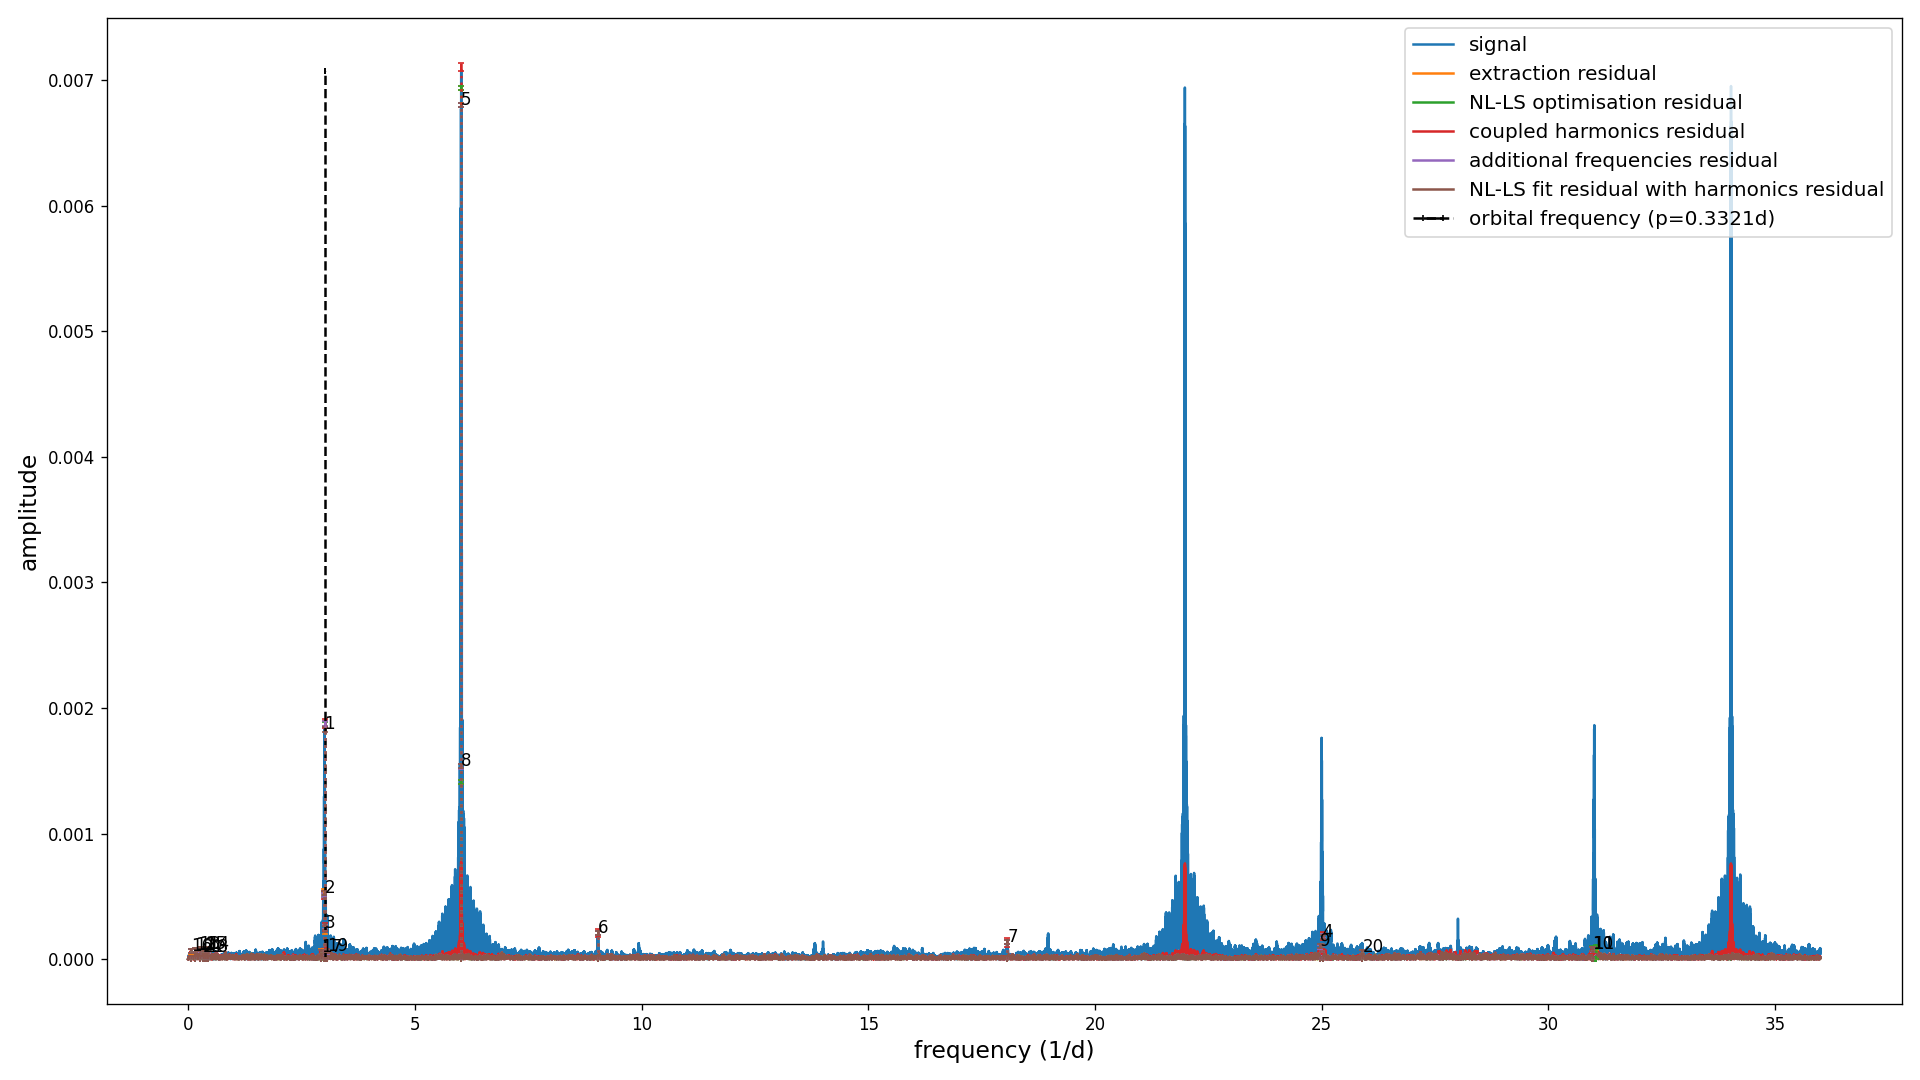 signal
extraction residual
NL-LS optimisation residual
coupled harmonics residual
additional frequencies residual
NL-LS fit residual with harmonics residual
orbital frequency (p=0.3321d)
amplitude
0.007
0.006
0.005
0.004
0.003
0.002
0.001
0.000
5
1
8
2
3
6
7
4
9
20
0
5
10
15
20
25
30
35
frequency (1/d)